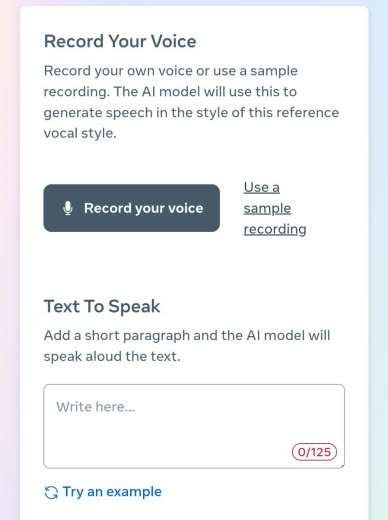 Record Your Voice
Record your own voice or use a sample
recording. The AI model will use this to
generate speech in the style of this reference
vocal style.
Record your voice
Use a
sample
recording
Text To Speak
Add a short paragraph and the AI model will
speak aloud the text.
Write here...
0/125
Try an example